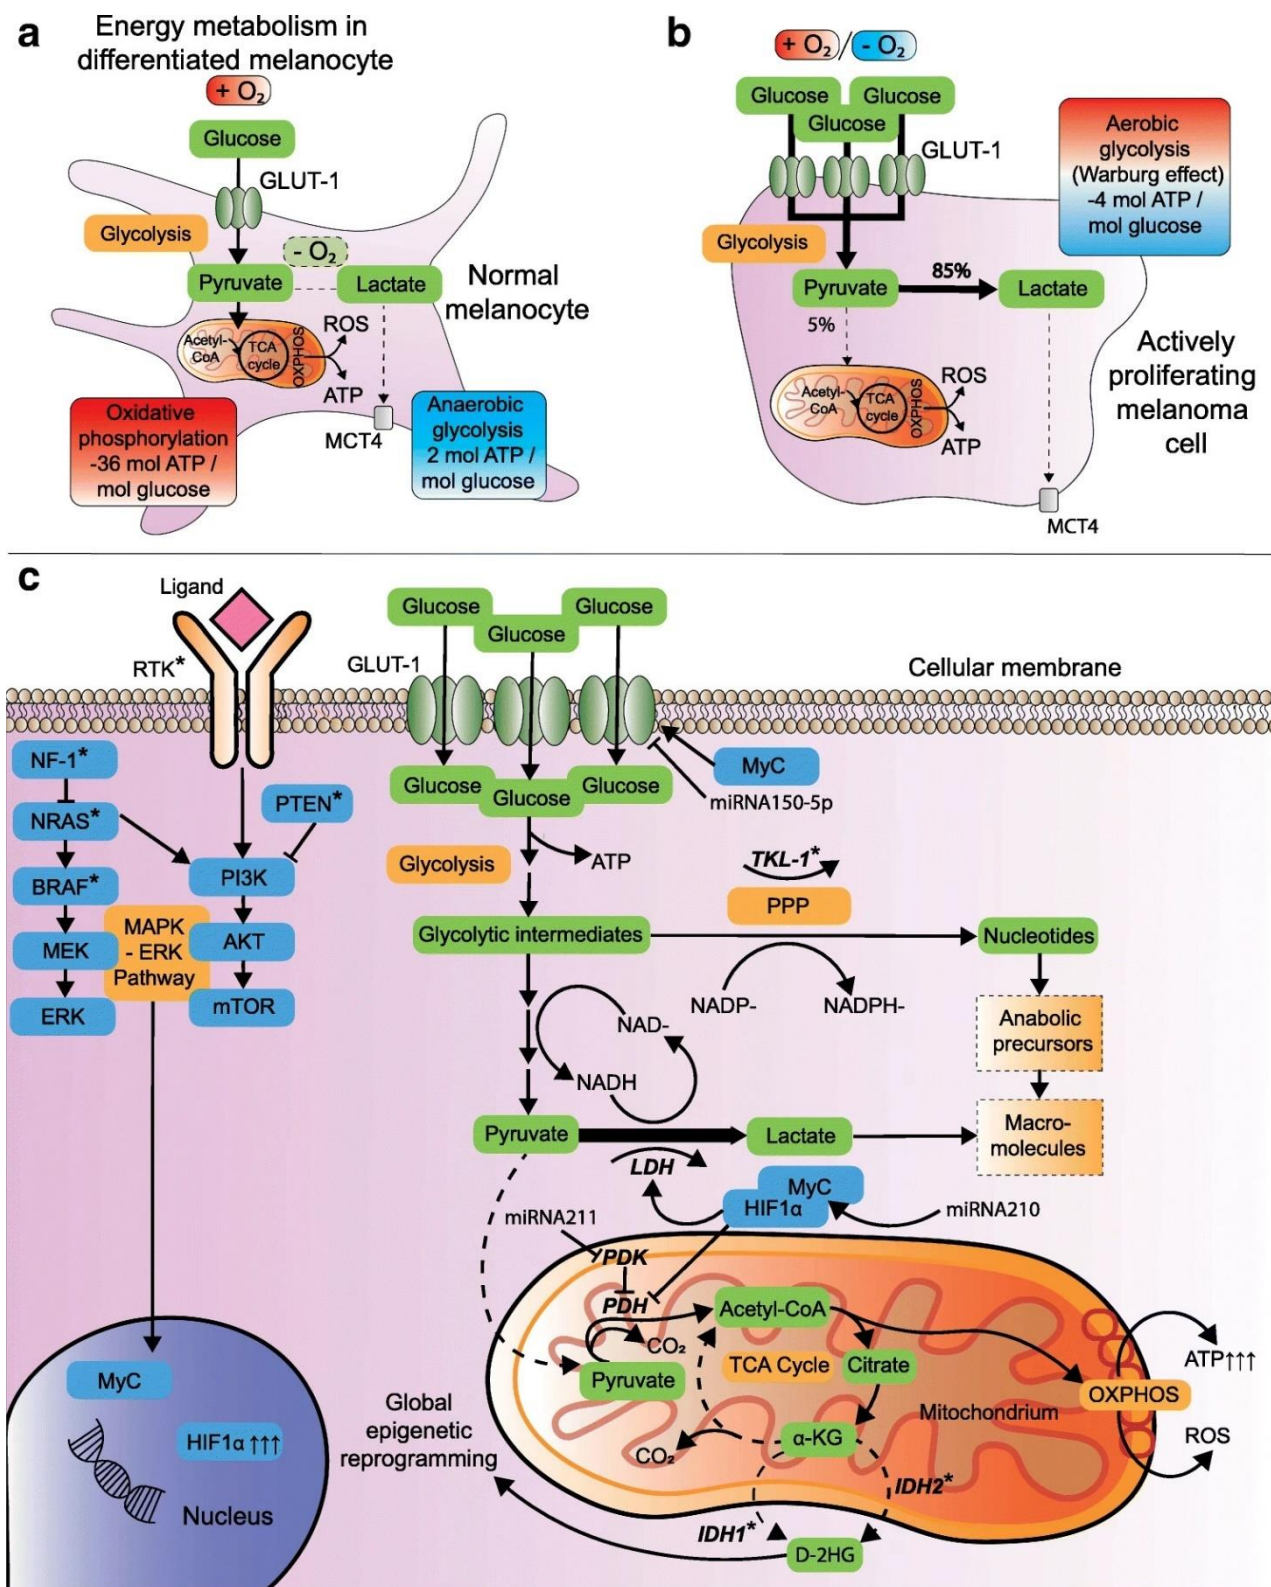 a
Energy metabolism in
differentiated melanocyte
+ O₂
Glucose
GLUT-1
Glycolysis
- O₂
Pyruvate
Lactate
Normal
melanocyte
Acetyl-
CoA
TCA
cycle
OXPHOS
ROS
ATP
MCT4
Oxidative
phosphorylation
-36 mol ATP /
mol glucose
Anaerobic
glycolysis
2 mol ATP /
mol glucose
b
+ O₂ / - O₂
Glucose
Glucose
Glucose
GLUT-1
Aerobic
glycolysis
(Warburg effect)
-4 mol ATP /
mol glucose
Glycolysis
Pyruvate
85%
Lactate
5%
Acetyl-
CoA
TCA
cycle
OXPHOS
ROS
ATP
MCT4
Actively
proliferating
melanoma
cell
c
Ligand
RTK*
Glucose
Glucose
Glucose
GLUT-1
Cellular membrane
NF-1*
NRAS*
BRAF*
MEK
ERK
PTEN*
PI3K
AKT
mTOR
MAPK
- ERK
Pathway
Glucose
Glucose
Glucose
MyC
miRNA150-5p
Glycolysis
ATP
TKL-1*
PPP
Glycolytic intermediates
Nucleotides
NADP-
NADPH-
Anabolic
precursors
NAD-
NADH
Pyruvate
Lactate
Macro-
molecules
LDH
MyC
HIF1α
miRNA210
miRNA211
PDK
PDH
Acetyl-CoA
CO₂
Pyruvate
TCA Cycle
Citrate
α-KG
CO₂
Mitochondrium
OXPHOS
ATP↑↑↑
ROS
IDH2*
IDH1*
D-2HG
Global
epigenetic
reprogramming
MyC
HIF1α ↑↑↑
Nucleus